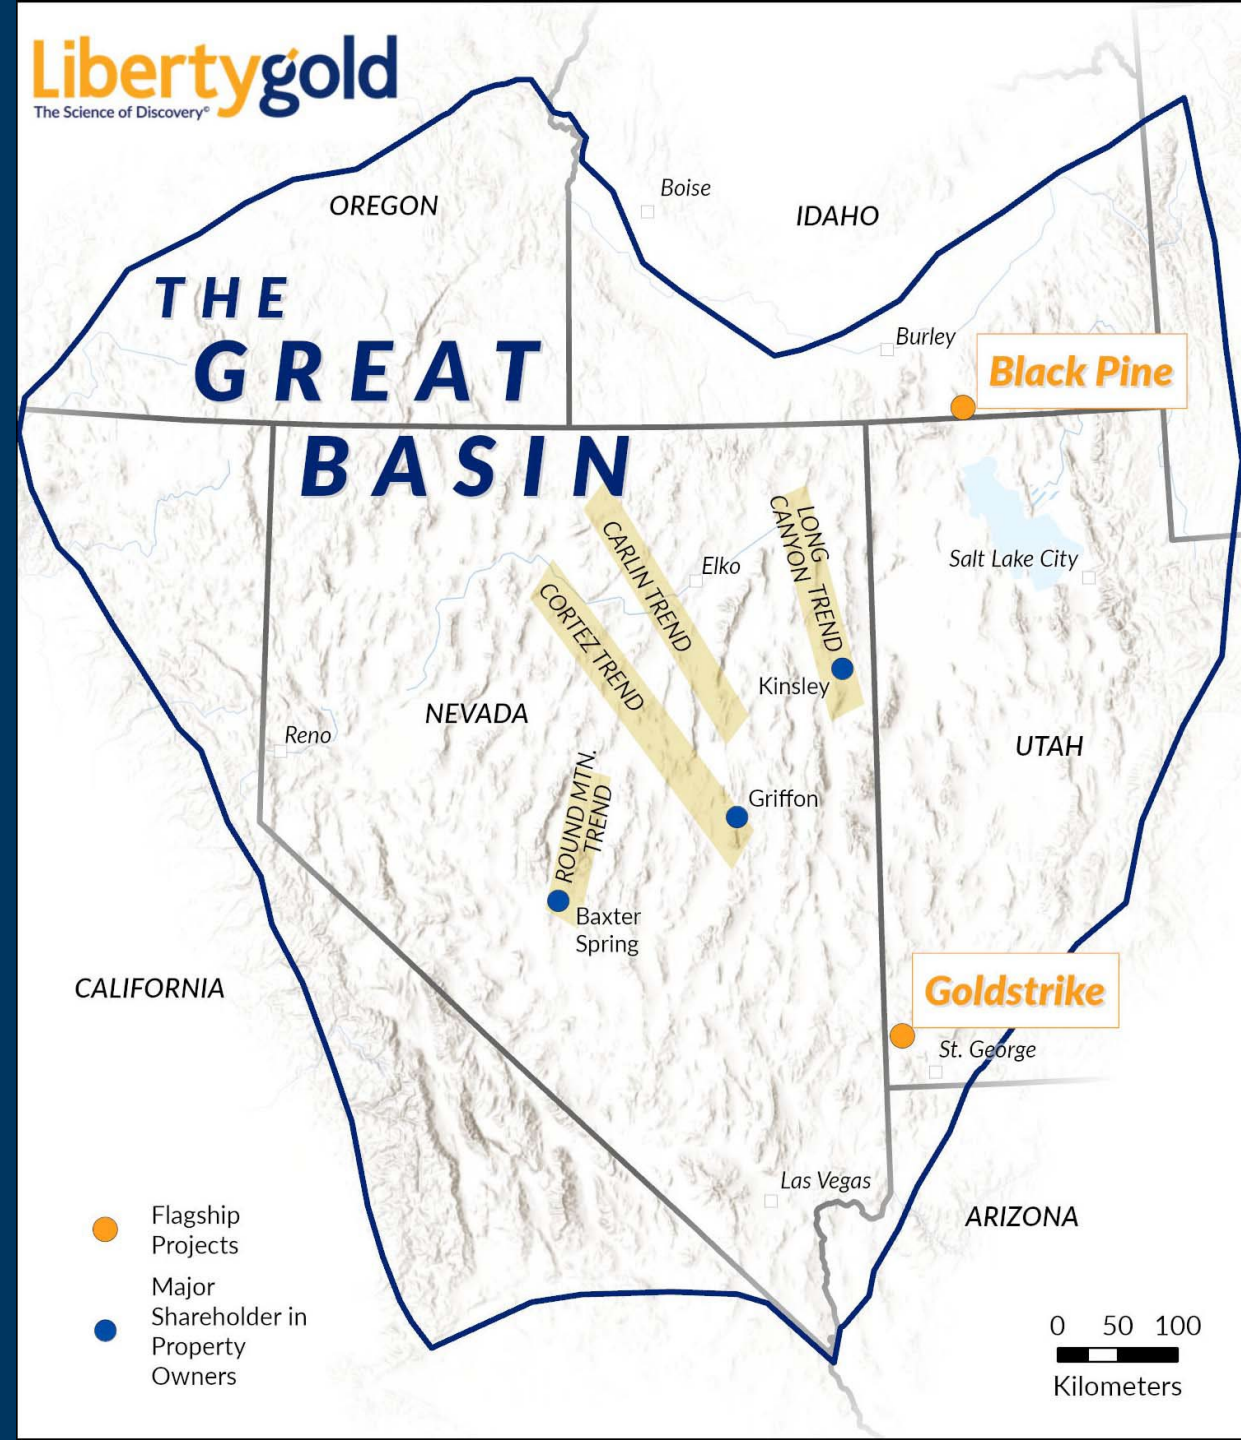 Libertygold
The Science of Discovery©
Boise
OREGON
IDAHO
THE
GREAT
BASIN
Burley
Black Pine
CARLIN TREND
LONG
CANYON TREND
Elko
Salt Lake City
CORTEZ TREND
Kinsley
NEVADA
Reno
UTAH
ROUND MTN.
TREND
Griffon
Baxter
Spring
CALIFORNIA
Goldstrike
St. George
Las Vegas
ARIZONA
Flagship
Projects
Major
Shareholder in
Property
Owners
0 50 100
Kilometers